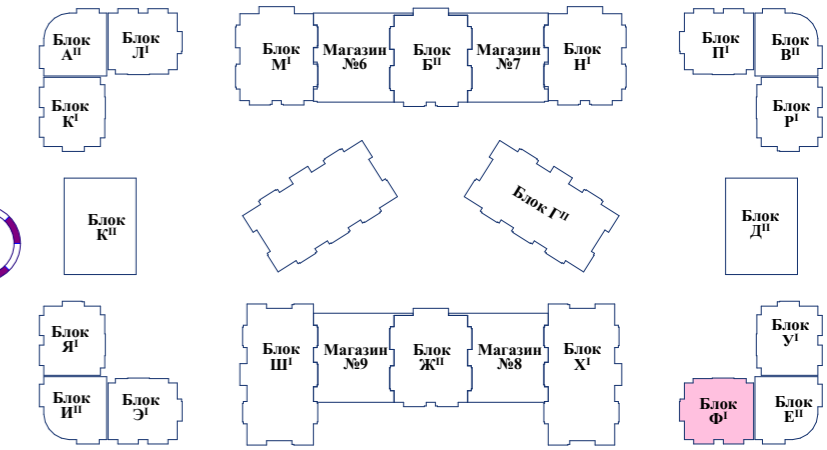 Блок
Аᴵᴵ
Блок
Лᴵ
Блок
Мᴵ
Магазин
№6
Блок
Бᴵᴵ
Магазин
№7
Блок
Нᴵ
Блок
Пᴵ
Блок
Вᴵᴵ
Блок
Кᴵ
Блок
Рᴵ
Блок
Кᴵᴵ
Блок Гᴵᴵ
Блок
Дᴵᴵ
Блок
Яᴵ
Блок
Шᴵ
Магазин
№9
Блок
Жᴵᴵ
Магазин
№8
Блок
Хᴵ
Блок
Уᴵ
Блок
Иᴵᴵ
Блок
Эᴵ
Блок
Фᴵ
Блок
Еᴵᴵ